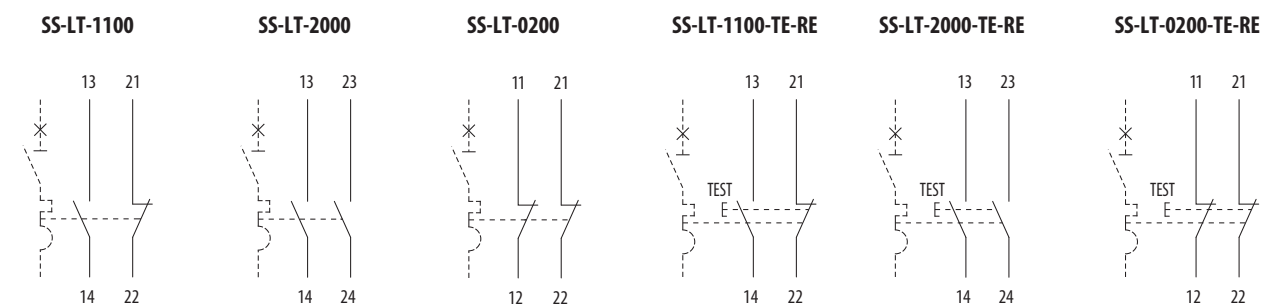 SS-LT-1100 SS-LT-2000 SS-LT-0200 SS-LT-1100-TE-RE SS-LT-2000-TE-RE SS-LT-0200-TE-RE
13 21 13 23 11 21 13 21 13 23 11 21
TEST TEST TEST
14 22 14 24 12 22 14 22 14 24 12 22